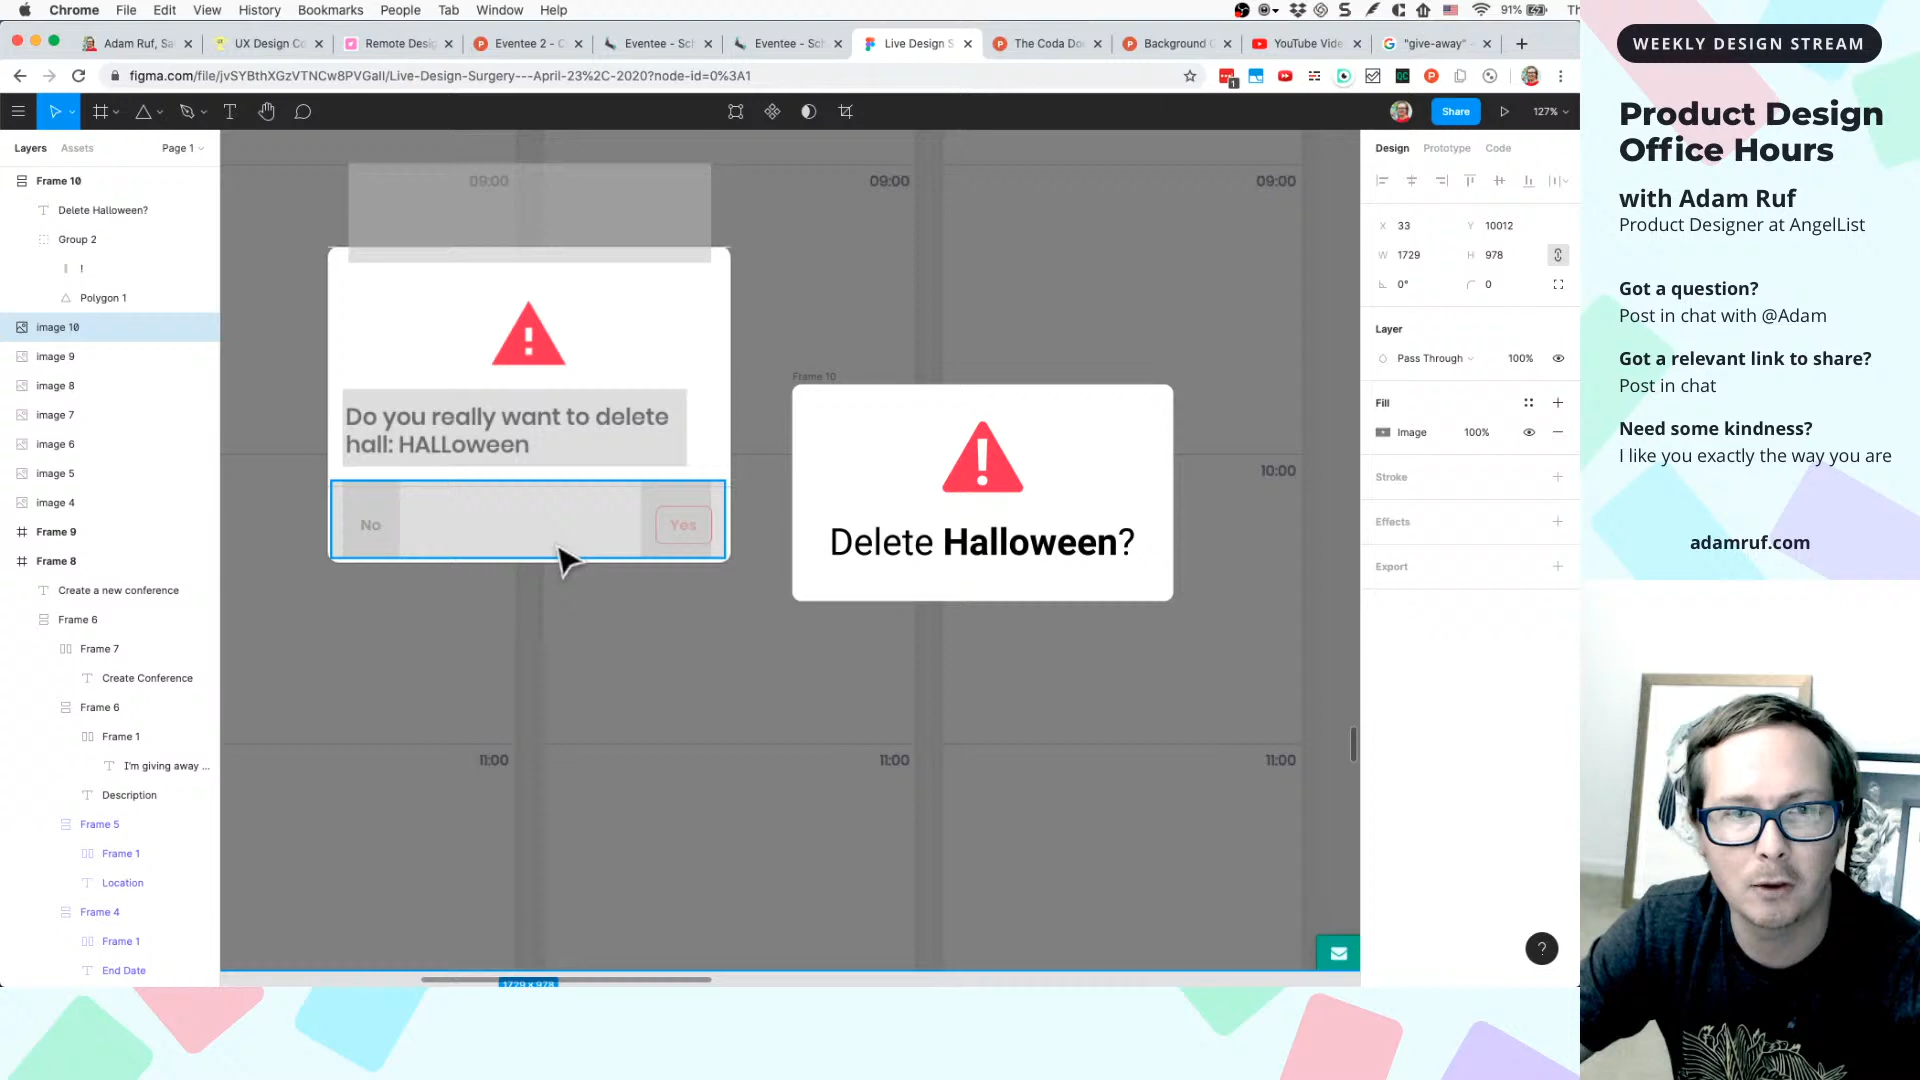 Chrome File Edit View History Bookmarks People Tab Window Help 91% Th
Adam Ruf, Sa UX Design Co Remote Desig Eventee 2 - C Eventee - Sch Eventee - Sch Live Design S The Coda Do Background YouTube Vide "give-away"
figma.com/file/jvSYBthXGzVTNCw8PVGaII/Live-Design-Surgery---April-23%2C-2020?node-id=0%3A1
Share 127%
Layers Assets Page 1
Frame 10
Delete Halloween?
Group 2
!
Polygon 1
image 10
image 9
image 8
image 7
image 6
image 5
image 4
Frame 9
Frame 8
Create a new conference
Frame 6
Frame 7
Create Conference
Frame 6
Frame 1
I'm giving away ...
Description
Frame 5
Frame 1
Location
Frame 4
Frame 1
End Date
09:00 09:00 09:00
Do you really want to delete
hall: HALLoween
No Yes
Frame 10
Delete Halloween?
10:00
11:00 11:00 11:00
1729 × 978
Design Prototype Code
X 33 Y 10012
W 1729 H 978
0° 0
Layer
Pass Through 100%
Fill
Image 100%
Stroke
Effects
Export
?
WEEKLY DESIGN STREAM
Product Design
Office Hours
with Adam Ruf
Product Designer at AngelList
Got a question?
Post in chat with @Adam
Got a relevant link to share?
Post in chat
Need some kindness?
I like you exactly the way you are
adamruf.com